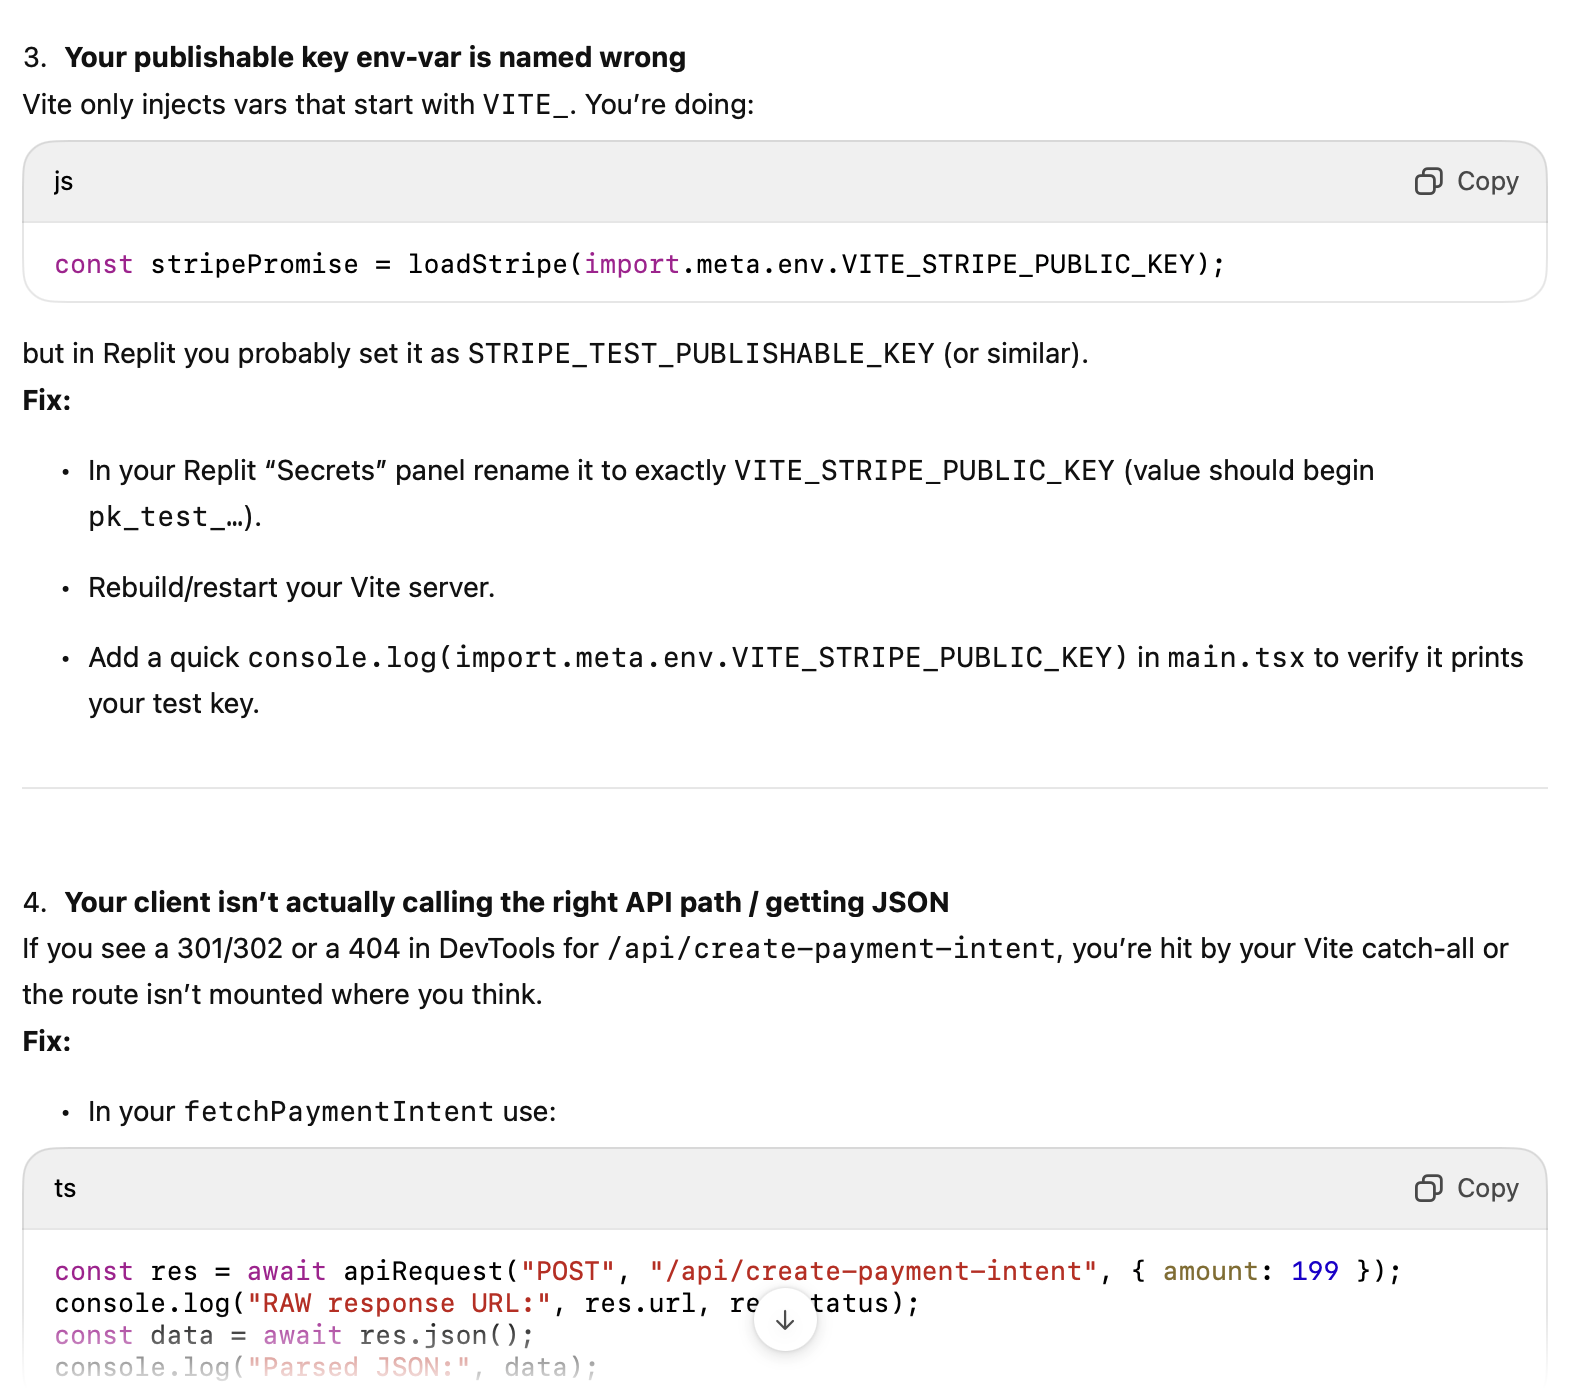 3. Your publishable key env-var is named wrong
Vite only injects vars that start with VITE_. You’re doing:
js
Copy
const stripePromise = loadStripe(import.meta.env.VITE_STRIPE_PUBLIC_KEY);
but in Replit you probably set it as STRIPE_TEST_PUBLISHABLE_KEY (or similar).
Fix:
• In your Replit “Secrets” panel rename it to exactly VITE_STRIPE_PUBLIC_KEY (value should begin
pk_test_…).
• Rebuild/restart your Vite server.
• Add a quick console.log(import.meta.env.VITE_STRIPE_PUBLIC_KEY) in main.tsx to verify it prints
your test key.
4. Your client isn’t actually calling the right API path / getting JSON
If you see a 301/302 or a 404 in DevTools for /api/create-payment-intent, you’re hit by your Vite catch-all or
the route isn’t mounted where you think.
Fix:
• In your fetchPaymentIntent use:
ts
Copy
const res = await apiRequest("POST", "/api/create-payment-intent", { amount: 199 });
console.log("RAW response URL:", res.url, re tatus);
const data = await res.json();
console.log("Parsed JSON:", data);